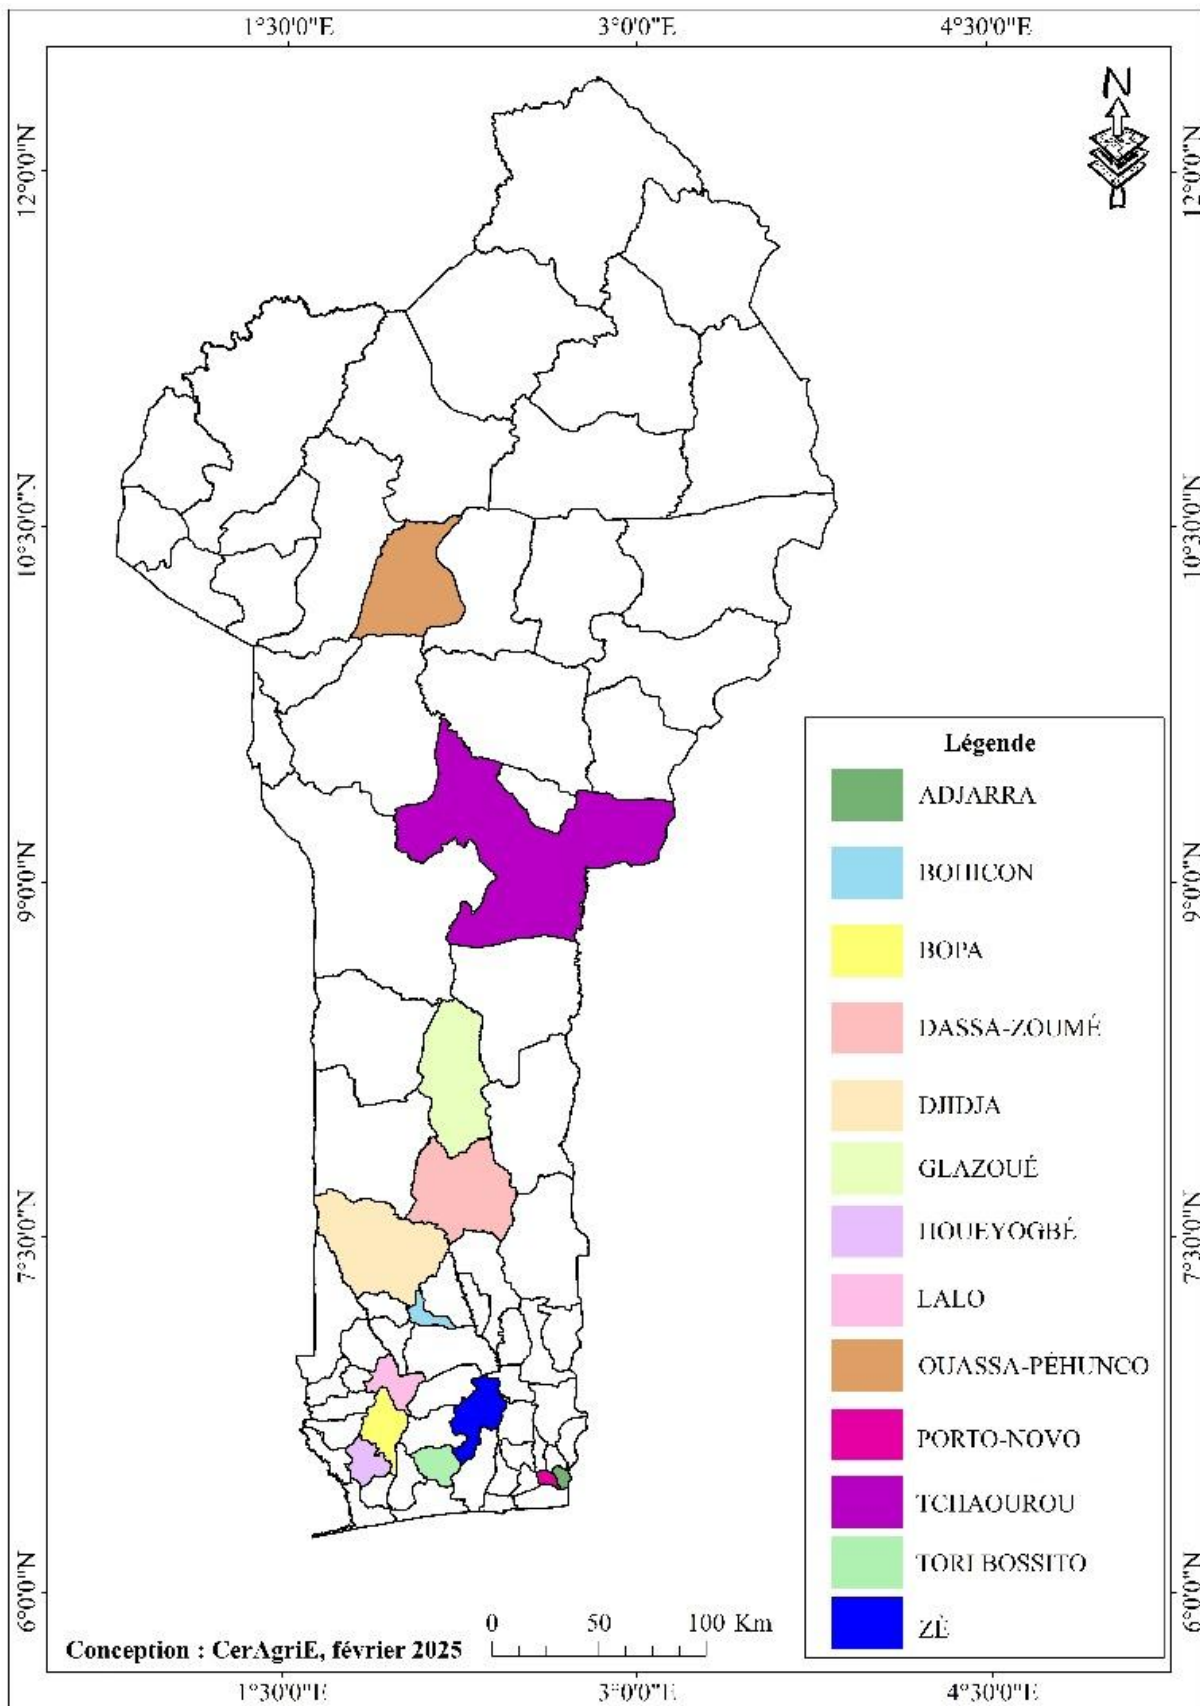 1°30'0"E 3°0'0"E 4°30'0"E
N
12°0'0"N 12°0'0"N
10°30'0"N 10°30'0"N
9°0'0"N 9°0'0"N
7°30'0"N 7°30'0"N
6°0'0"N 6°0'0"N
Légende
ADJARRA
BOHICON
BOPA
DASSA-ZOUMÉ
DJIDJA
GLAZOUÉ
HOUEYOGBÉ
LALO
OUASSA-PÉHUNCO
PORTO-NOVO
TCHAOUROU
TORI BOSSITO
ZÈ
0 50 100 Km
Conception : CerAgriE, février 2025
1°30'0"E 3°0'0"E 4°30'0"E